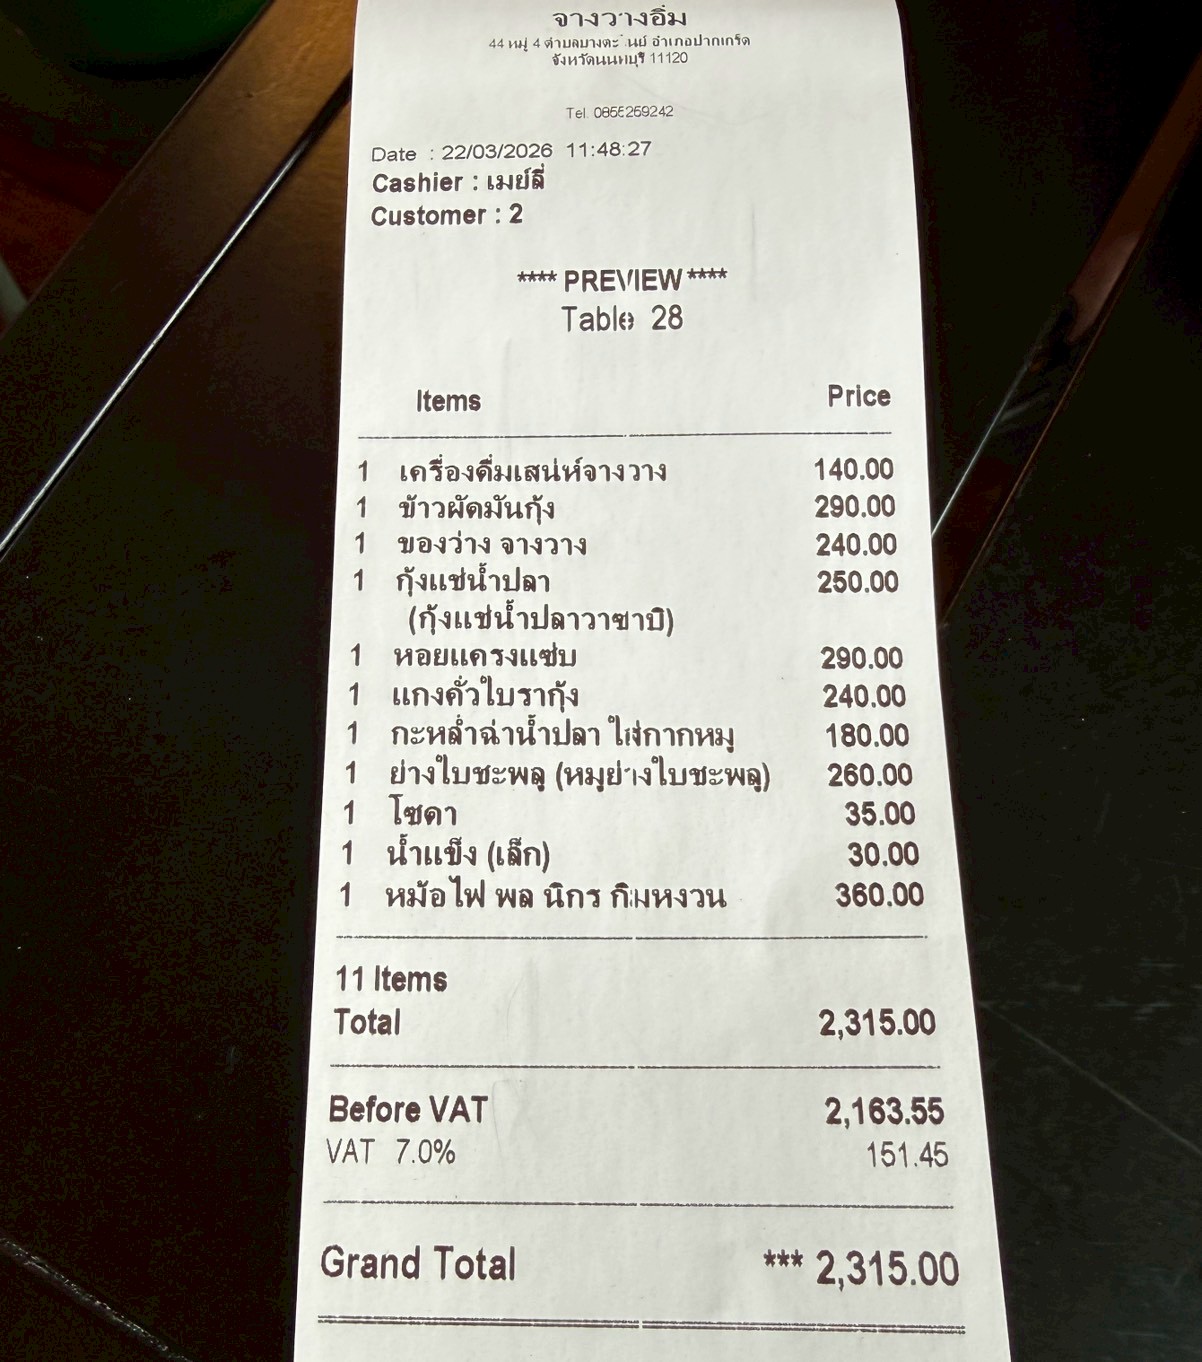 จางวางอิ่ม
44 หมู่ 4 ตำบลบางตะไนย์ อำเภอปากเกร็ด
จังหวัดนนทบุรี 11120
Tel. 0855269242
Date : 22/03/2026 11:48:27
Cashier : เมย์ลี่
Customer : 2
**** PREVIEW ****
Table 28
Items Price
1 เครื่องดื่มเสน่ห์จางวาง 140.00
1 ข้าวผัดมันกุ้ง 290.00
1 ของว่าง จางวาง 240.00
1 กุ้งแช่น้ำปลา 250.00
(กุ้งแช่น้ำปลาวาซาบิ)
1 หอยแครงแซ่บ 290.00
1 แกงคั่วใบรากุ้ง 240.00
1 กะหล่ำฉ่าน้ำปลา ใส่กากหมู 180.00
1 ย่างใบชะพลู (หมูย่างใบชะพลู) 260.00
1 โซดา 35.00
1 น้ำแข็ง (เล็ก) 30.00
1 หม้อไฟ พล นิกร กิมหงวน 360.00
11 Items
Total 2,315.00
Before VAT 2,163.55
VAT 7.0% 151.45
Grand Total *** 2,315.00